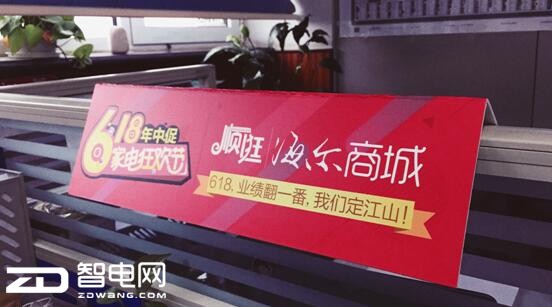 618年中促
家电狂欢节
顺逛 海尔商城
618,业绩翻一番,我们定江山!
ZD 智电网
ZDWANG.COM